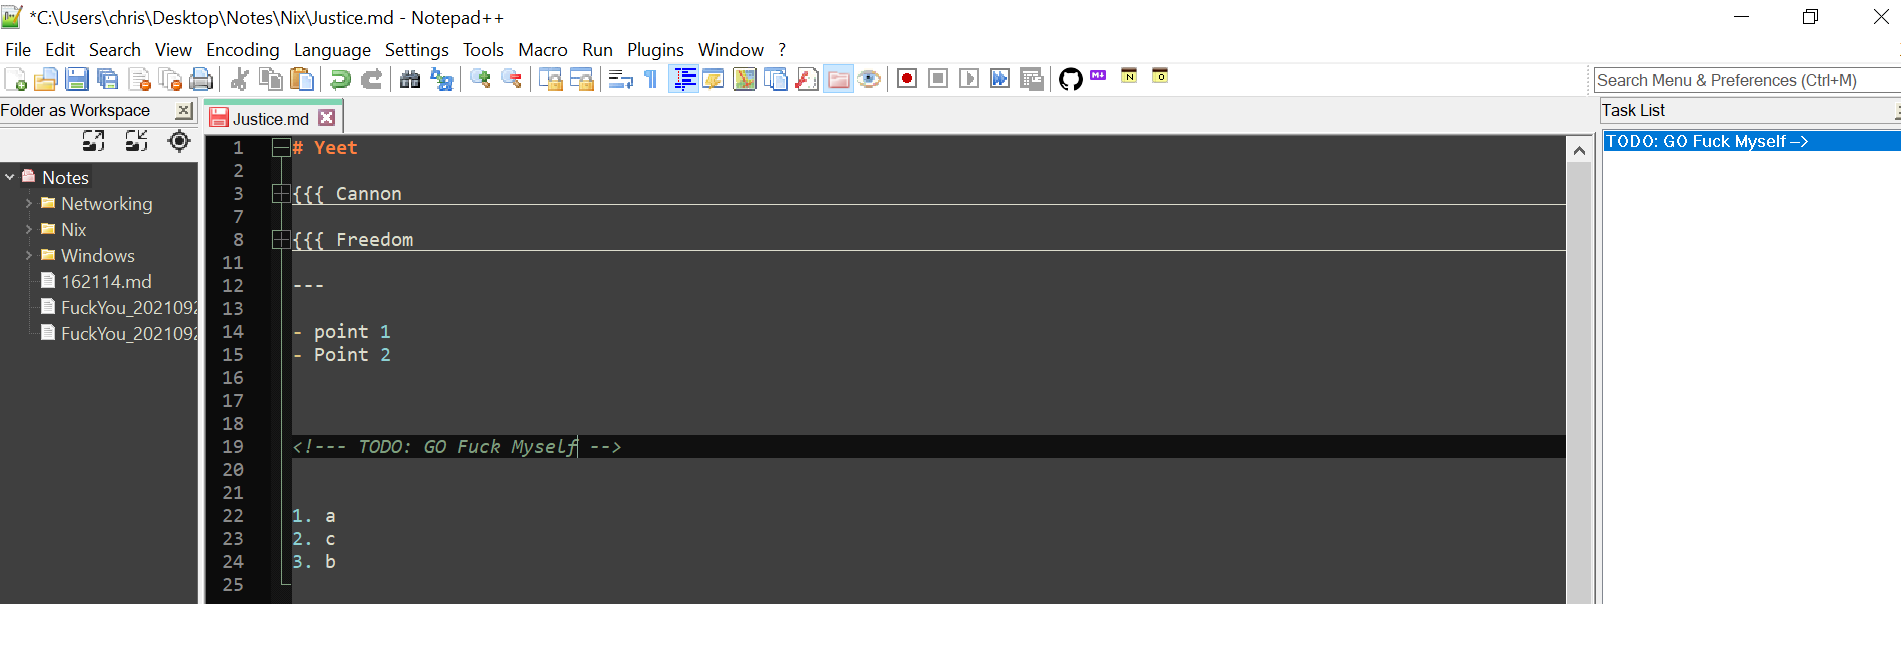 *C:\Users\chris\Desktop\Notes\Nix\Justice.md - Notepad++
File Edit Search View Encoding Language Settings Tools Macro Run Plugins Window ?
M+ N O
Search Menu & Preferences (Ctrl+M)
Folder as Workspace
Notes
Networking
Nix
Windows
162114.md
FuckYou_202109
FuckYou_202109
Justice.md
1 # Yeet
2
3 {{{ Cannon
7
8 {{{ Freedom
11
12 ---
13
14 - point 1
15 - Point 2
16
17
18
19 <!--- TODO: GO Fuck Myself -->
20
21
22 1. a
23 2. c
24 3. b
25
Task List
TODO: GO Fuck Myself -->